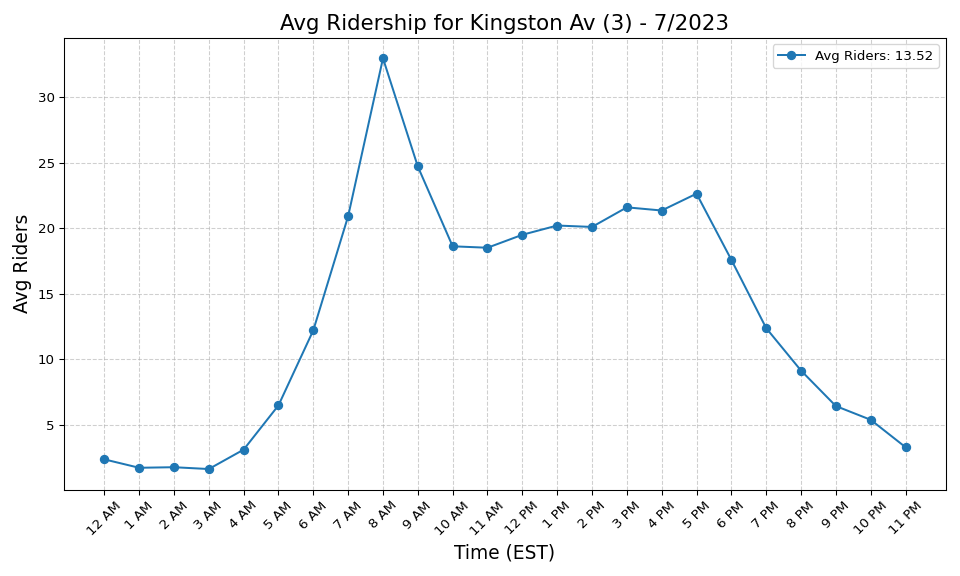 Avg Ridership for Kingston Av (3) - 7/2023
Avg Riders: 13.52
Avg Riders
30
25
20
15
10
5
12 AM
1 AM
2 AM
3 AM
4 AM
5 AM
6 AM
7 AM
8 AM
9 AM
10 AM
11 AM
12 PM
1 PM
2 PM
3 PM
4 PM
5 PM
6 PM
7 PM
8 PM
9 PM
10 PM
11 PM
Time (EST)